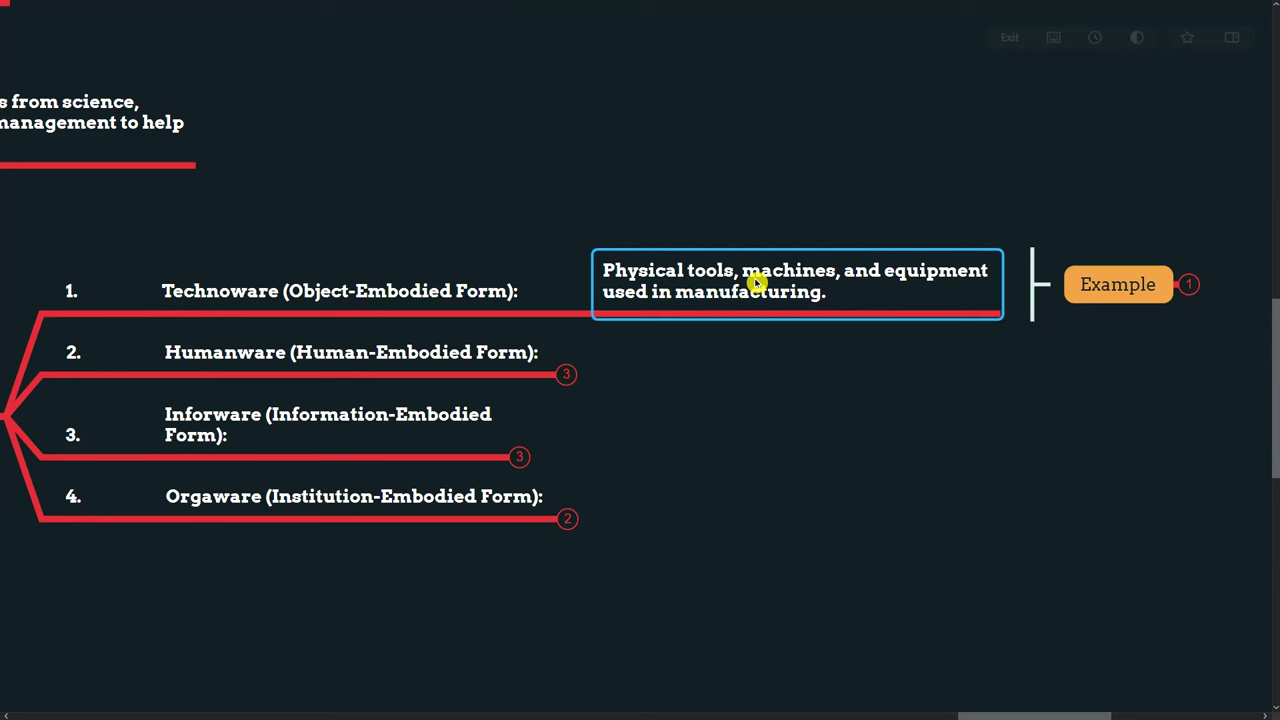 Exit
s from science,
management to help
Physical tools, machines, and equipment
used in manufacturing.
Example
1
1. Technoware (Object-Embodied Form):
2. Humanware (Human-Embodied Form):
3
Inforware (Information-Embodied
3. Form):
3
4. Orgaware (Institution-Embodied Form):
2